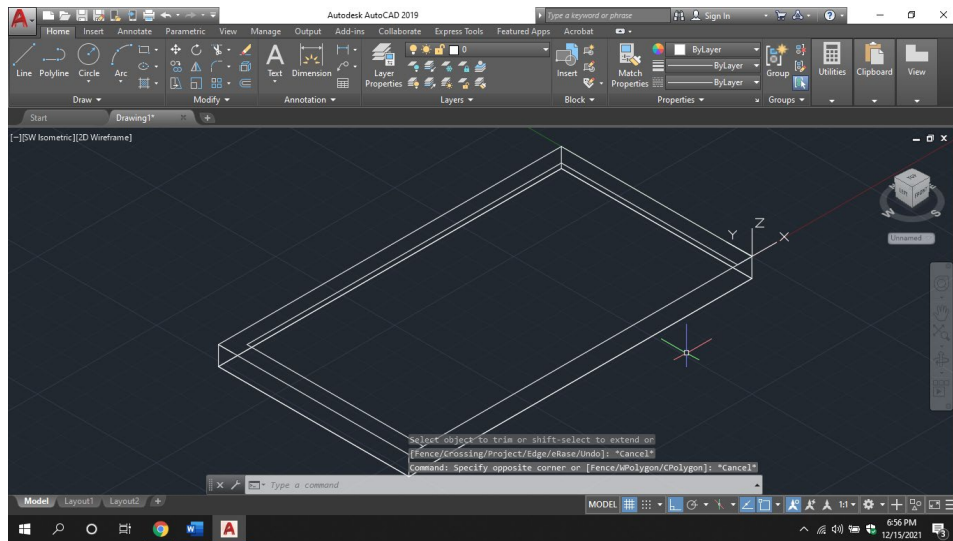 Autodesk AutoCAD 2019
Type a keyword or phrase
Sign In
Home Insert Annotate Parametric View Manage Output Add-ins Collaborate Express Tools Featured Apps Acrobat
0
ByLayer
ByLayer
ByLayer
Line Polyline Circle Arc
Text Dimension
Layer Properties
Insert
Match Properties
Group
Utilities
Clipboard
View
Draw
Modify
Annotation
Layers
Block
Properties
Groups
Start Drawing1*
[-][SW Isometric][2D Wireframe]
TOP
LEFT FRONT
S
Y Z X
Unnamed
Select object to trim or shift-select to extend or
[Fence/Crossing/Project/Edge/eRase/Undo]: *Cancel*
Command: Specify opposite corner or [Fence/WPolygon/CPolygon]: *Cancel*
Type a command
Model Layout1 Layout2
MODEL
1:1
6:56 PM
12/15/2021